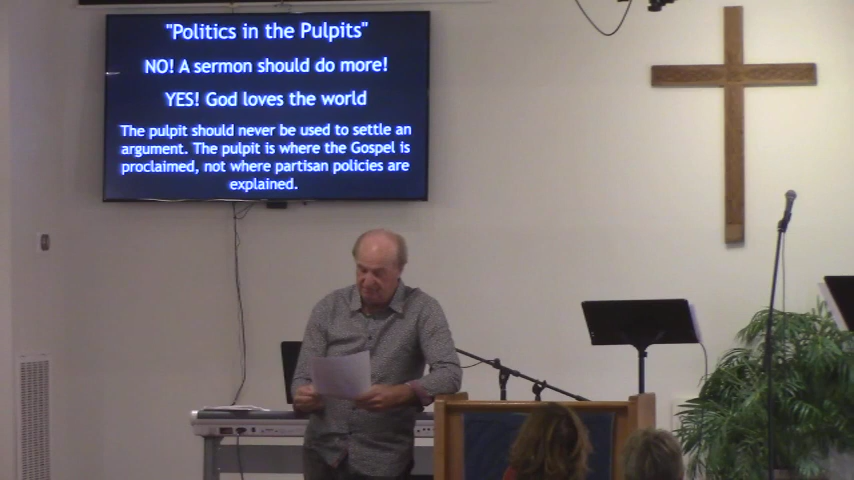 "Politics in the Pulpits"
NO! A sermon should do more!
YES! God loves the world
The pulpit should never be used to settle an
argument. The pulpit is where the Gospel is
proclaimed, not where partisan policies are
explained.